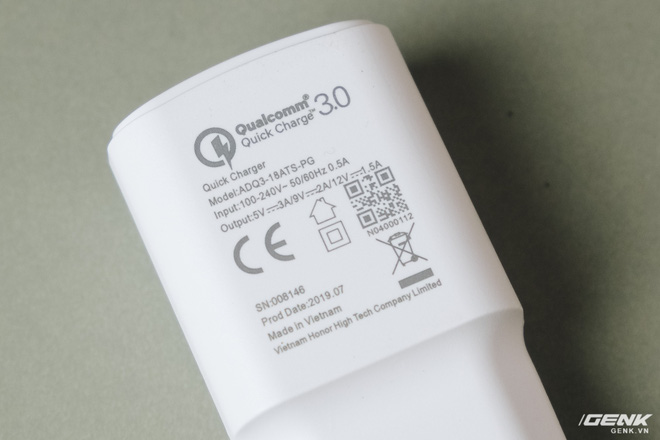 Qualcomm® 3.0
Quick Charge™
Quick Charger
Model:ADQ3-18ATS-PG
Input:100-240V~ 50/60Hz 0.5A
Output:5V⎓3A/9V⎓2A/12V⎓1.5A
CE
N04000112
SN:008146
Prod Date:2019.07
Made in Vietnam
Vietnam Honor High Tech Company Limited
GENK
GENK.VN